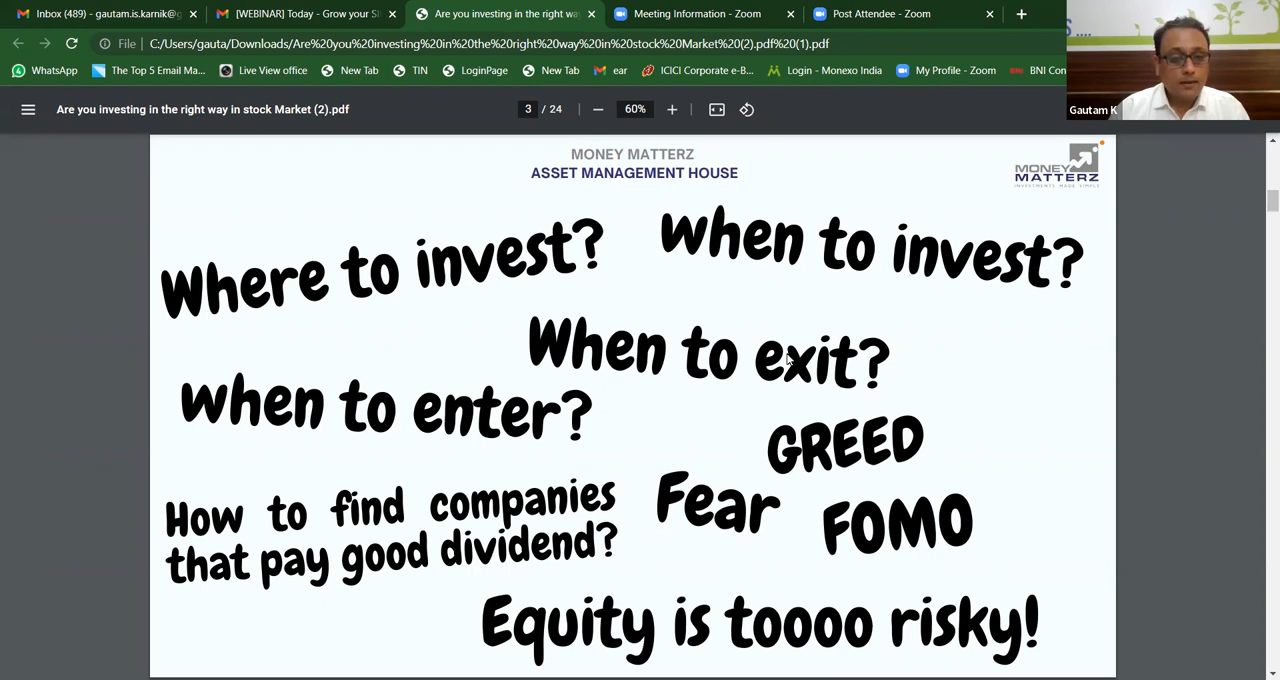 Inbox (489) - gautam.is.karnik@g
[WEBINAR] Today - Grow your SI
Are you investing in the right way
Meeting Information - Zoom
Post Attendee - Zoom
File
C:/Users/gauta/Downloads/Are%20you%20investing%20in%20the%20right%20way%20in%20stock%20Market%20(2).pdf%20(1).pdf
WhatsApp
The Top 5 Email Ma...
Live View office
New Tab
TIN
LoginPage
New Tab
ear
ICICI Corporate e-B...
Login - Monexo India
My Profile - Zoom
BNI Con
Gautam K
Are you investing in the right way in stock Market (2).pdf
3 / 24
60%
MONEY MATTERZ
ASSET MANAGEMENT HOUSE
MONEY
MATTERZ
INVESTMENTS MADE SIMPLE
Where to invest?
When to invest?
When to exit?
When to enter?
GREED
How to find companies
that pay good dividend?
Fear
FOMO
Equity is toooo risky!